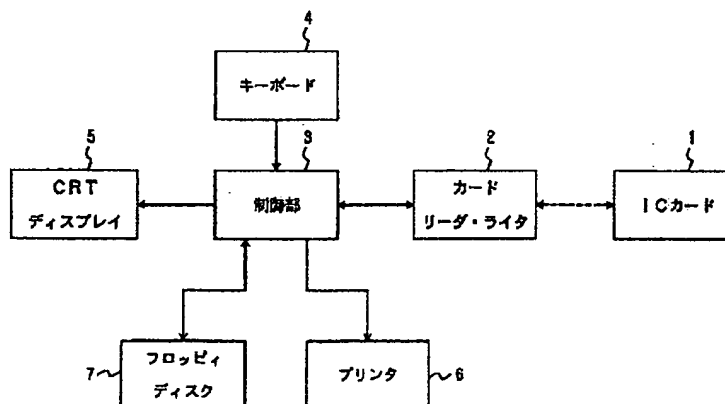 4
キーボード
5
3
2
1
CRT
ディスプレイ
制御部
カード
リーダ・ライタ
ICカード
7
フロッピィ
ディスク
プリンタ
6